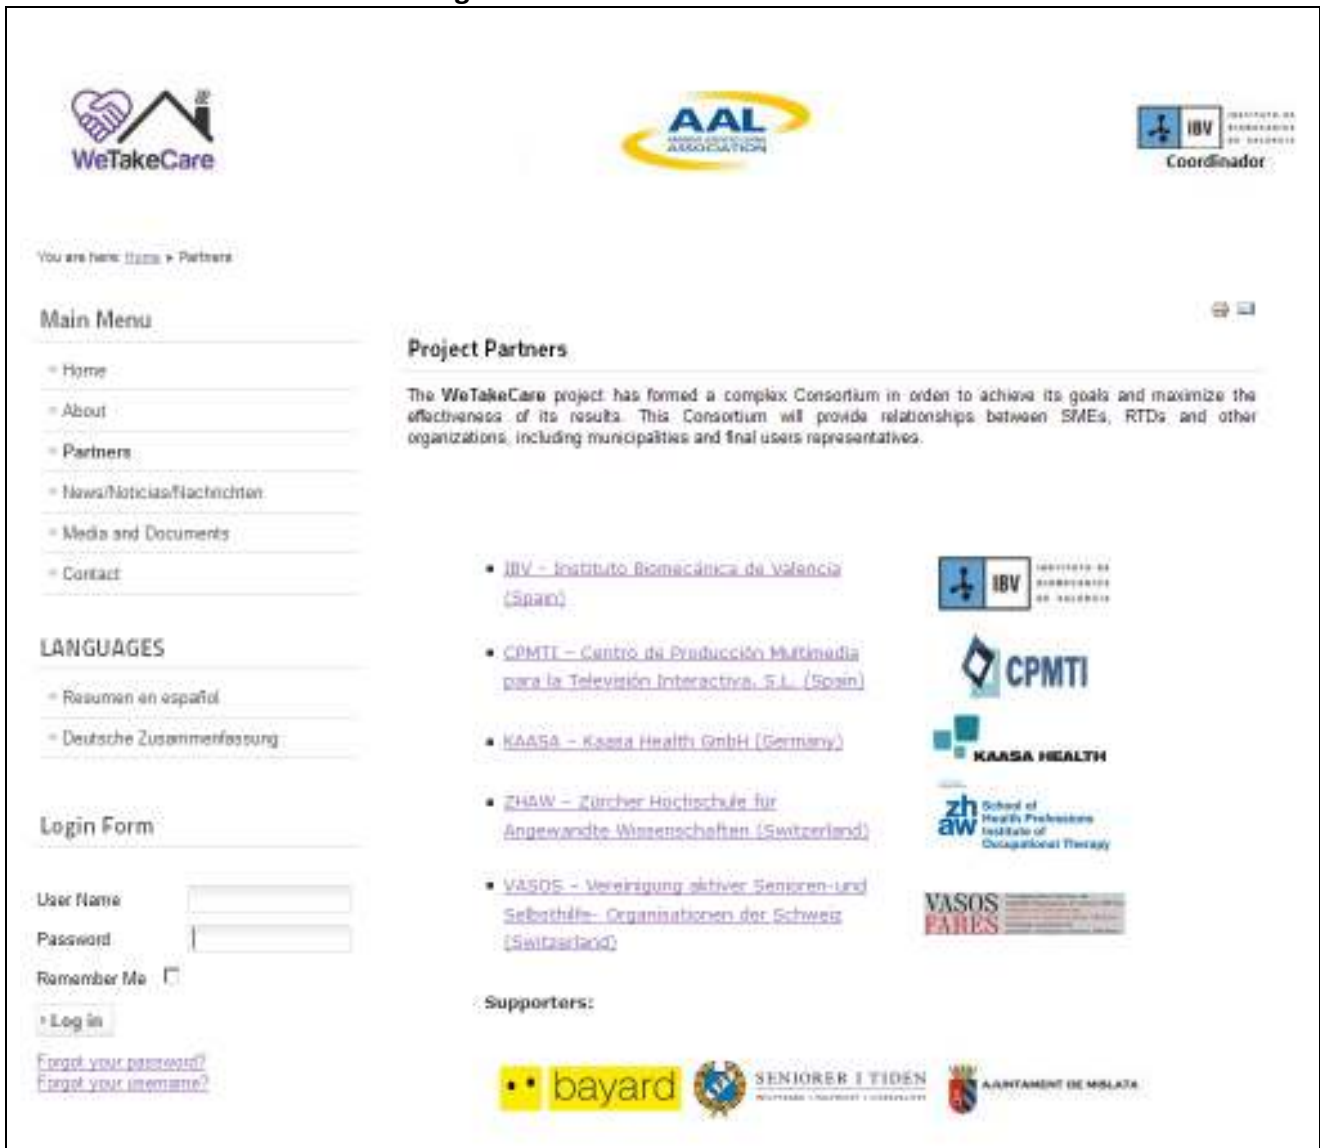 WeTakeCare
AAL
ASSOCIATION
IBV
Coordinador
You are here: Home Partners
Main Menu
Home
About
Partners
News/Noticias/Nachrichten
Media and Documents
Contact
LANGUAGES
Resumen en español
Deutsche Zusammenfassung
Login Form
User Name
Password
Remember Me
Log in
Forgot your password?
Forgot your username?
Project Partners
The WeTakeCare project has formed a complex Consortium in orden to achieve its goals and maximize the
effectiveness of its results. This Consortium will provide relationships between SMEs, RTDs and other
organizations, including municipalities and final users representatives.
IBV – Instituto Biomecánica de Valencia
(Spain)
IBV
INSTITUTO DE
BIOMECANICA
DE VALENCIA
CPMTI – Centro de Producción Multimedia
para la Televisión Interactiva, S.L. (Spain)
CPMTI
KAASA – Kaasa Health GmbH (Germany)
KAASA HEALTH
ZHAW – Zürcher Hochschule für
Angewandte Wissenschaften (Switzerland)
zh
aw
School of
Health Professions
Institute of
Occupational Therapy
VASOS – Vereinigung aktiver Senioren-und
Selbsthilfe- Organisationen der Schweiz
(Switzerland)
VASOS
FARES
Supporters:
bayard
SENIORER I TIDEN
AJUNTAMENT DE MISLATA